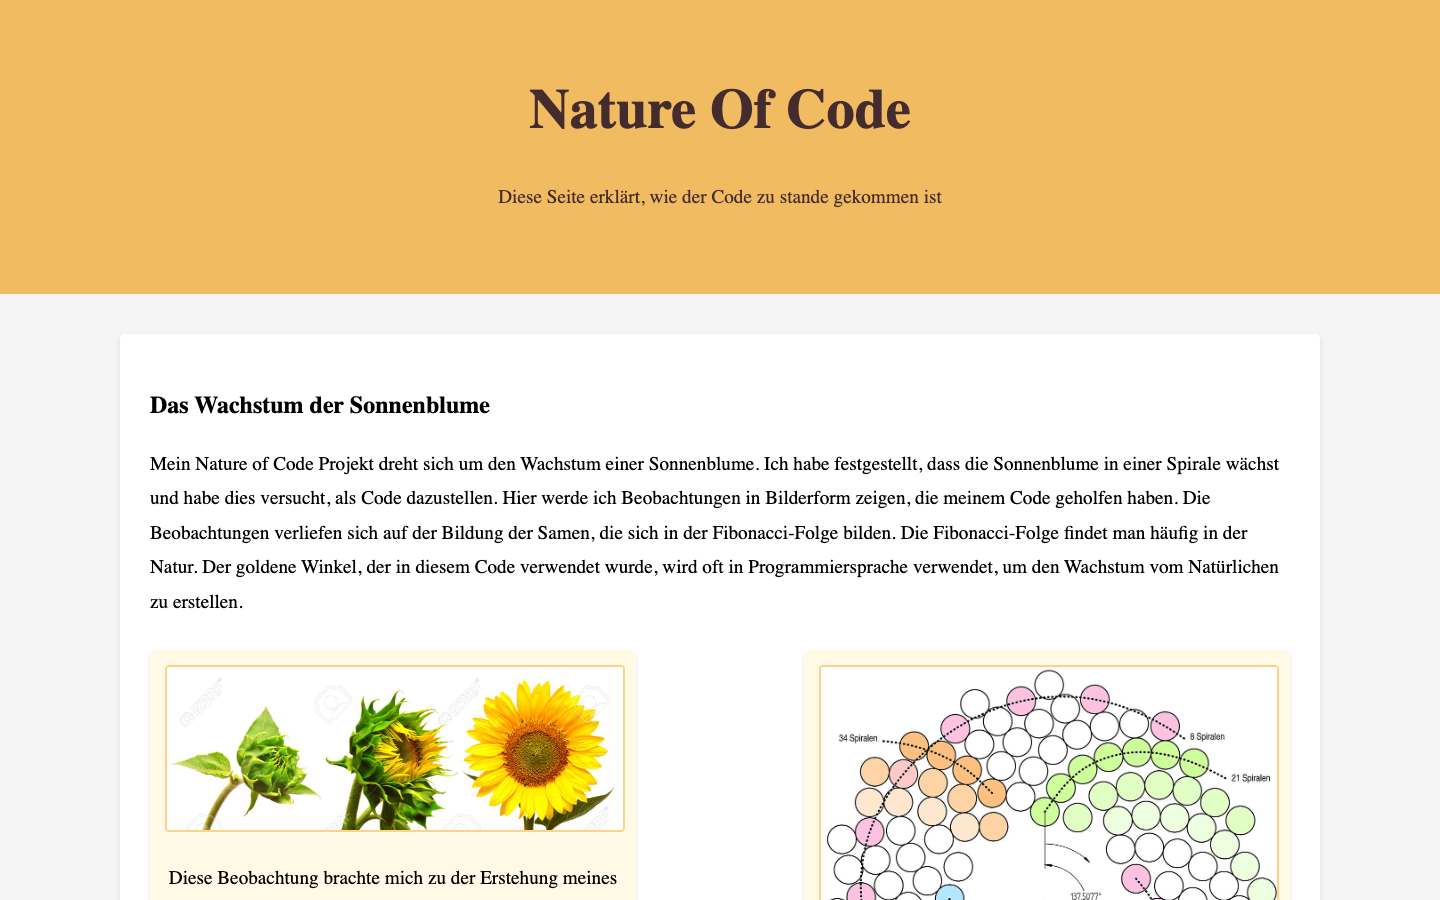 Nature Of Code
Diese Seite erklärt, wie der Code zu stande gekommen ist
Das Wachstum der Sonnenblume
Mein Nature of Code Projekt dreht sich um den Wachstum einer Sonnenblume. Ich habe festgestellt, dass die Sonnenblume in einer Spirale wächst
und habe dies versucht, als Code dazustellen. Hier werde ich Beobachtungen in Bilderform zeigen, die meinem Code geholfen haben. Die
Beobachtungen verliefen sich auf der Bildung der Samen, die sich in der Fibonacci-Folge bilden. Die Fibonacci-Folge findet man häufig in der
Natur. Der goldene Winkel, der in diesem Code verwendet wurde, wird oft in Programmiersprache verwendet, um den Wachstum vom Natürlichen
zu erstellen.
34 Spiralen
8 Spiralen
21 Spiralen
137.5077°
Diese Beobachtung brachte mich zu der Erstehung meines